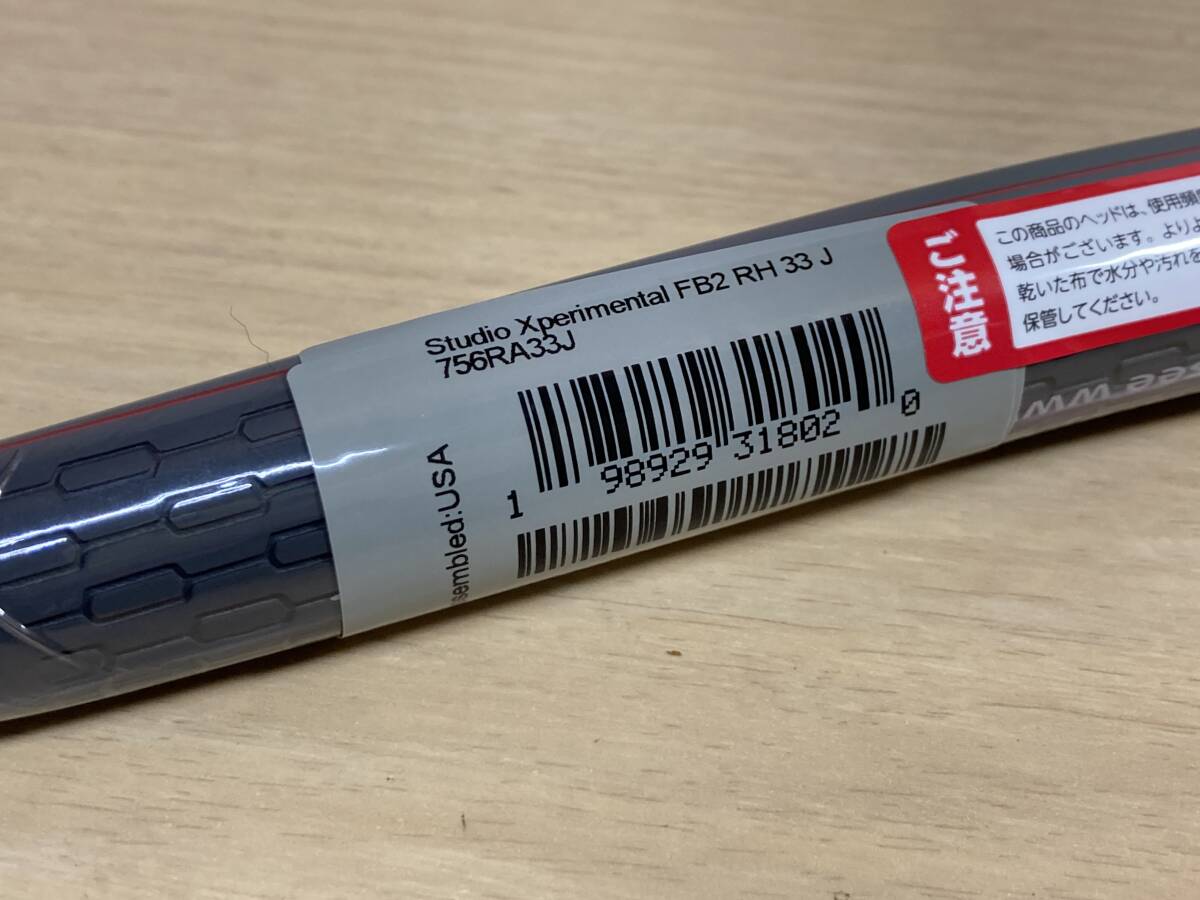 Studio Xperimental FB2 RH 33 J
756RA33J
1 98929 31802 0
sembled:USA
ご注意
この商品のヘッドは、使用頻
場合がございます。よりよ
乾いた布で水分や汚れを
保管してください。